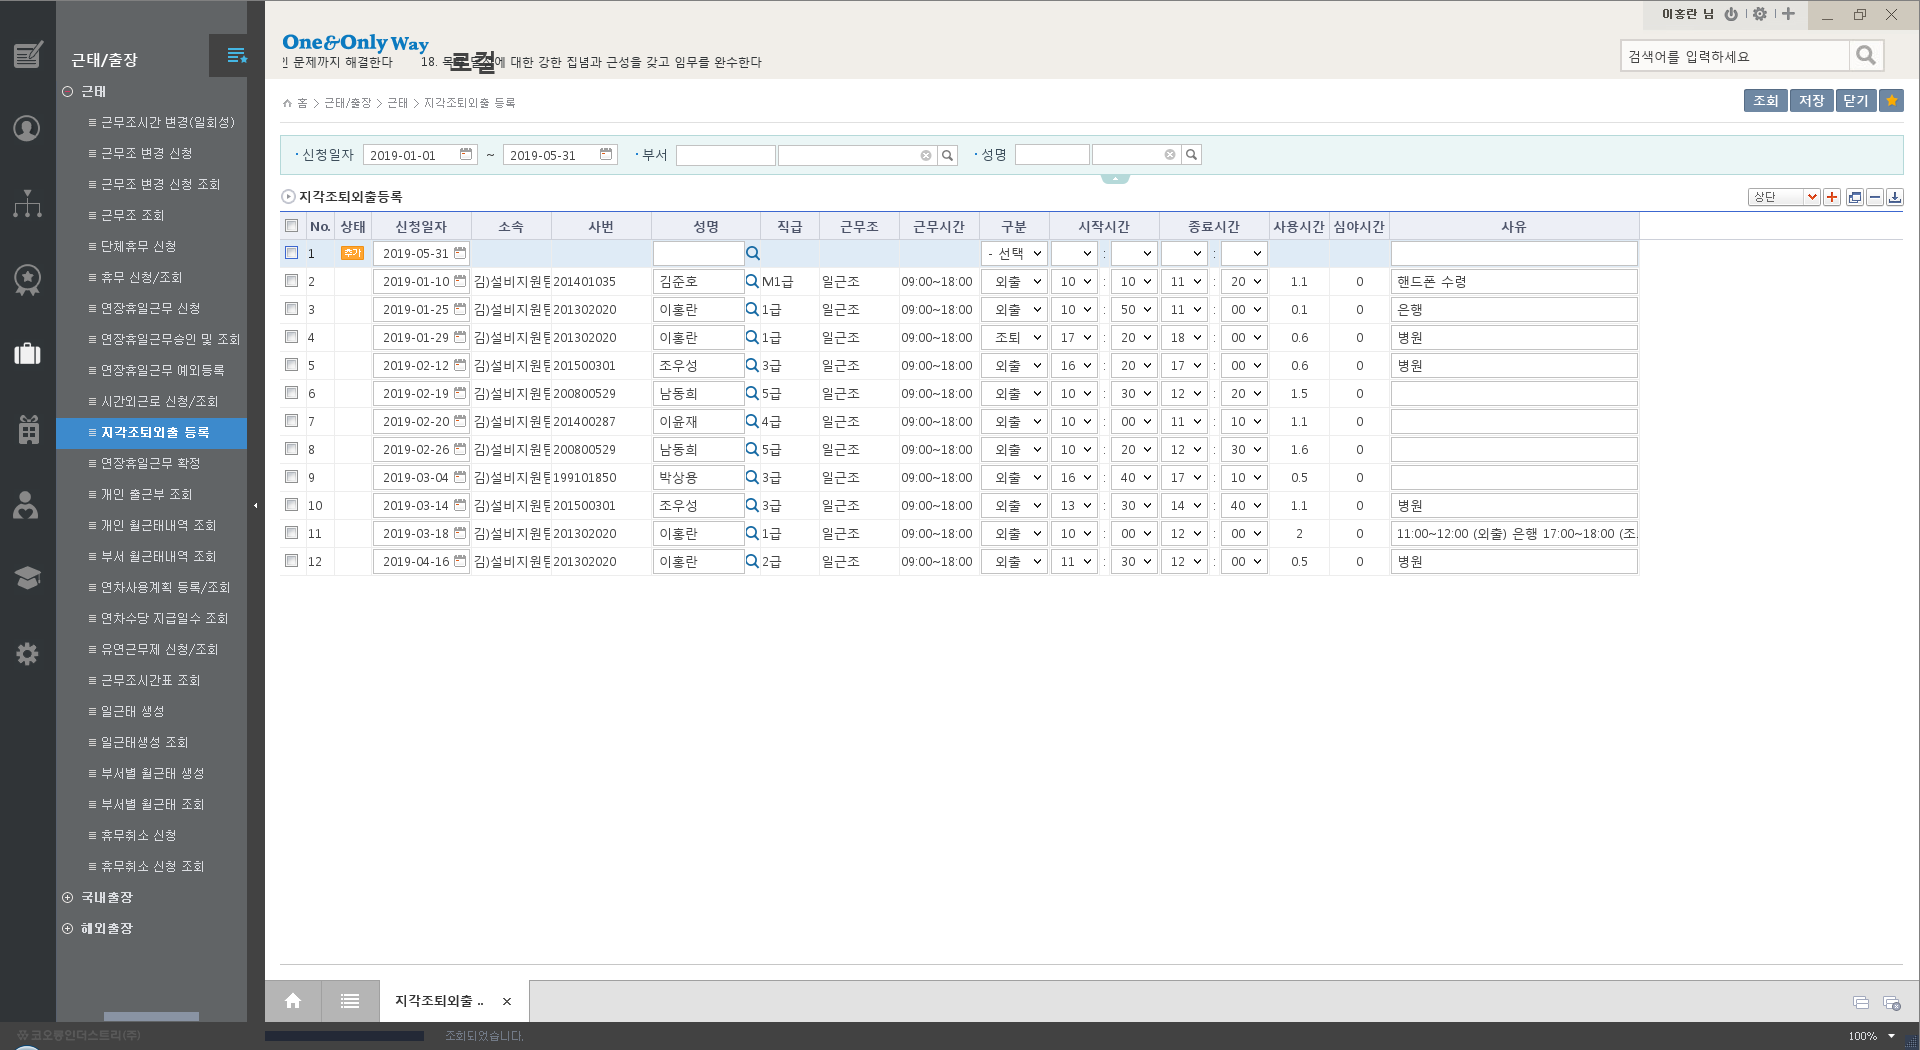 이홍란 님
One&Only Way
인 문제까지 해결한다 18. 목표 달성에 대한 강한 집념과 근성을 갖고 임무를 완수한다
로컬
검색어를 입력하세요
홈 > 근태/출장 > 근태 > 지각조퇴외출 등록
조회 저장 닫기
근태/출장
근태
근무조시간 변경(일회성)
근무조 변경 신청
근무조 변경 신청 조회
근무조 조회
단체휴무 신청
휴무 신청/조회
연장휴일근무 신청
연장휴일근무승인 및 조회
연장휴일근무 예외등록
시간외근로 신청/조회
지각조퇴외출 등록
연장휴일근무 확정
개인 출근부 조회
개인 월근태내역 조회
부서 월근태내역 조회
연차사용계획 등록/조회
연차수당 지급일수 조회
유연근무제 신청/조회
근무조시간표 조회
일근태 생성
일근태생성 조회
부서별 월근태 생성
부서별 월근태 조회
휴무취소 신청
휴무취소 신청 조회
국내출장
해외출장
신청일자 2019-01-01 ~ 2019-05-31 부서 성명
지각조퇴외출등록
상단
No. 상태 신청일자 소속 사번 성명 직급 근무조 근무시간 구분 시작시간 종료시간 사용시간 심야시간 사유
1 추가 2019-05-31 - 선택 : :
2 2019-01-10 김)설비지원팀 201401035 김준호 M1급 일근조 09:00~18:00 외출 10 : 10 11 : 20 1.1 0 핸드폰 수령
3 2019-01-25 김)설비지원팀 201302020 이홍란 1급 일근조 09:00~18:00 외출 10 : 50 11 : 00 0.1 0 은행
4 2019-01-29 김)설비지원팀 201302020 이홍란 1급 일근조 09:00~18:00 조퇴 17 : 20 18 : 00 0.6 0 병원
5 2019-02-12 김)설비지원팀 201500301 조우성 3급 일근조 09:00~18:00 외출 16 : 20 17 : 00 0.6 0 병원
6 2019-02-19 김)설비지원팀 200800529 남동희 5급 일근조 09:00~18:00 외출 10 : 30 12 : 20 1.5 0
7 2019-02-20 김)설비지원팀 201400287 이윤재 4급 일근조 09:00~18:00 외출 10 : 00 11 : 10 1.1 0
8 2019-02-26 김)설비지원팀 200800529 남동희 5급 일근조 09:00~18:00 외출 10 : 20 12 : 30 1.6 0
9 2019-03-04 김)설비지원팀 199101850 박상용 3급 일근조 09:00~18:00 외출 16 : 40 17 : 10 0.5 0
10 2019-03-14 김)설비지원팀 201500301 조우성 3급 일근조 09:00~18:00 외출 13 : 30 14 : 40 1.1 0 병원
11 2019-03-18 김)설비지원팀 201302020 이홍란 1급 일근조 09:00~18:00 외출 10 : 00 12 : 00 2 0 11:00~12:00 (외출) 은행 17:00~18:00 (조
12 2019-04-16 김)설비지원팀 201302020 이홍란 2급 일근조 09:00~18:00 외출 11 : 30 12 : 00 0.5 0 병원
지각조퇴외출 ..
코오롱인더스트리(주)
조회되었습니다.
100%